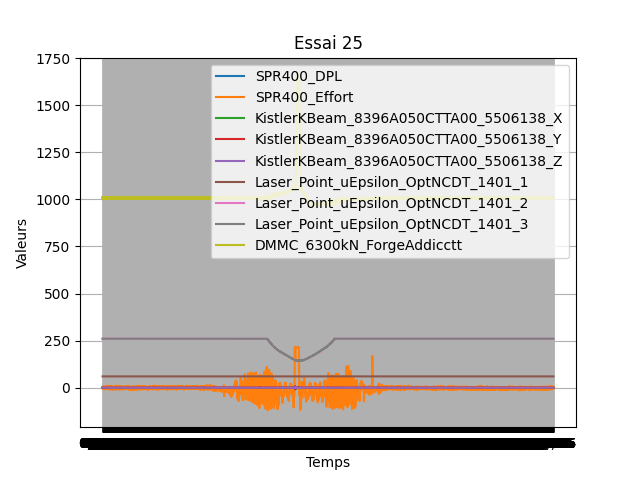 Essai 25
1750
1500
1250
1000
750
500
250
0
Valeurs
SPR400_DPL
SPR400_Effort
KistlerKBeam_8396A050CTTA00_5506138_X
KistlerKBeam_8396A050CTTA00_5506138_Y
KistlerKBeam_8396A050CTTA00_5506138_Z
Laser_Point_uEpsilon_OptNCDT_1401_1
Laser_Point_uEpsilon_OptNCDT_1401_2
Laser_Point_uEpsilon_OptNCDT_1401_3
DMMC_6300kN_ForgeAddicctt
Temps